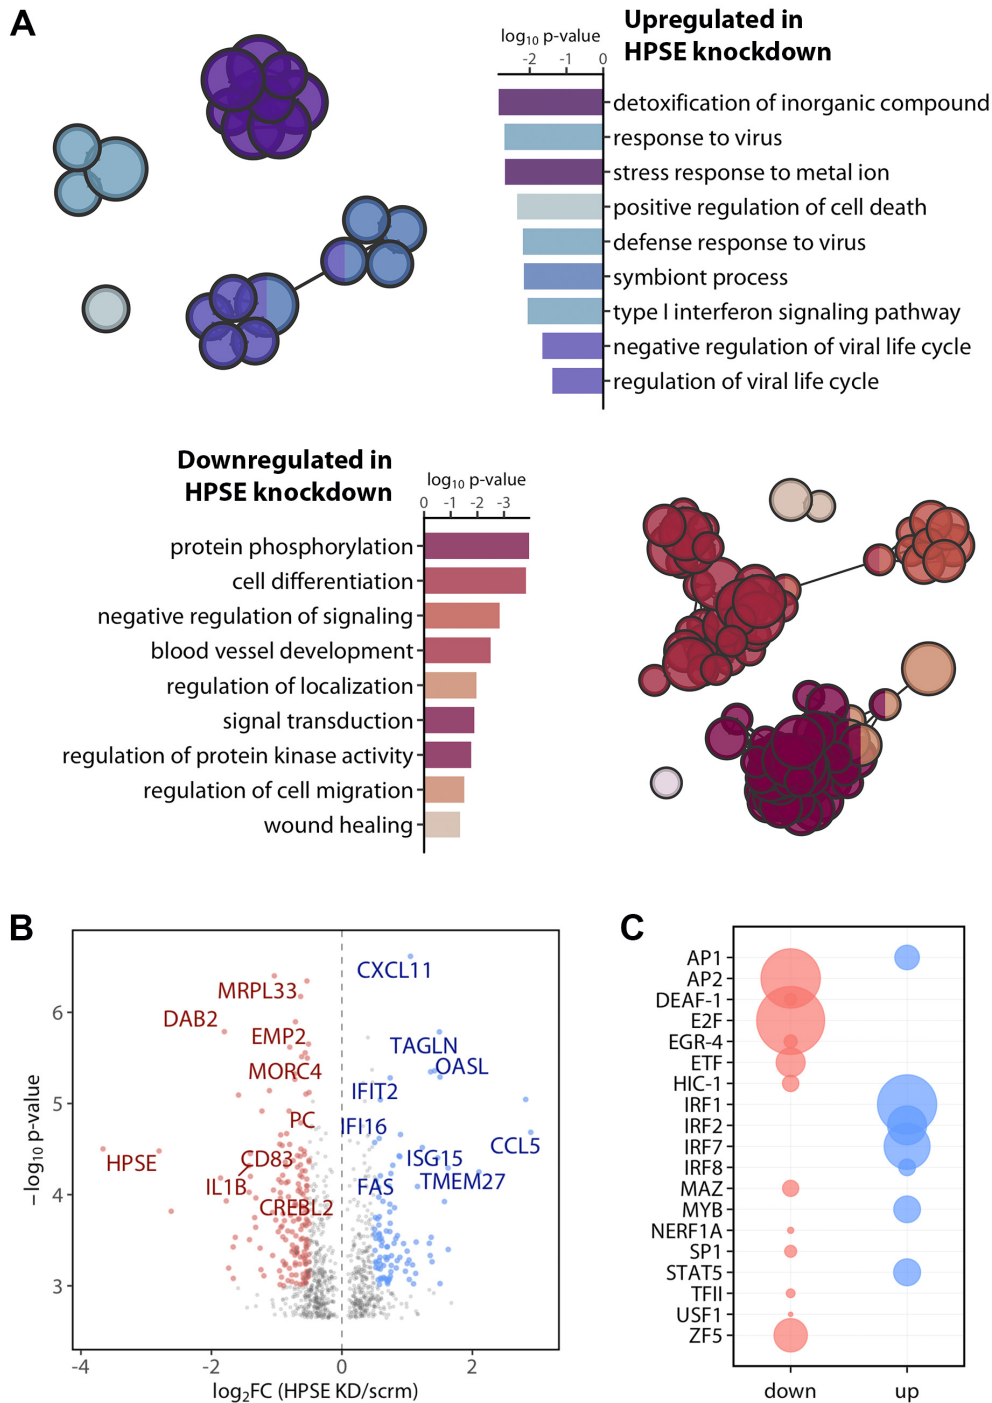 A
Upregulated in
HPSE knockdown
log10 p-value
-2 -1 0
detoxification of inorganic compound
response to virus
stress response to metal ion
positive regulation of cell death
defense response to virus
symbiont process
type I interferon signaling pathway
negative regulation of viral life cycle
regulation of viral life cycle
Downregulated in
HPSE knockdown
log10 p-value
0 -1 -2 -3
protein phosphorylation
cell differentiation
negative regulation of signaling
blood vessel development
regulation of localization
signal transduction
regulation of protein kinase activity
regulation of cell migration
wound healing
B
CXCL11
MRPL33
DAB2
EMP2
TAGLN
OASL
MORC4
IFIT2
PC
IFI16
CCL5
HPSE
CD83
ISG15
IL1B
FAS
TMEM27
CREBL2
6
5
4
3
−log10 p-value
-4 -2 0 2
log2FC (HPSE KD/scrm)
C
AP1
AP2
DEAF-1
E2F
EGR-4
ETF
HIC-1
IRF1
IRF2
IRF7
IRF8
MAZ
MYB
NERF1A
SP1
STAT5
TFII
USF1
ZF5
down up